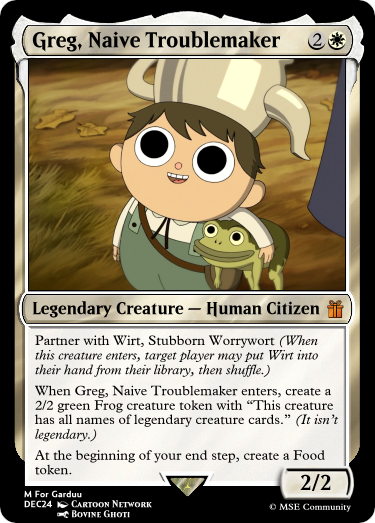 Greg, Naive Troublemaker 2
Legendary Creature — Human Citizen
Partner with Wirt, Stubborn Worrywort (When
this creature enters, target player may put Wirt into
their hand from their library, then shuffle.)
When Greg, Naive Troublemaker enters, create a
2/2 green Frog creature token with “This creature
has all names of legendary creature cards.” (It isn’t
legendary.)
At the beginning of your end step, create a Food
token.
2/2
M For Garduu
DEC24 Cartoon Network
Bovine Ghoti
© MSE Community